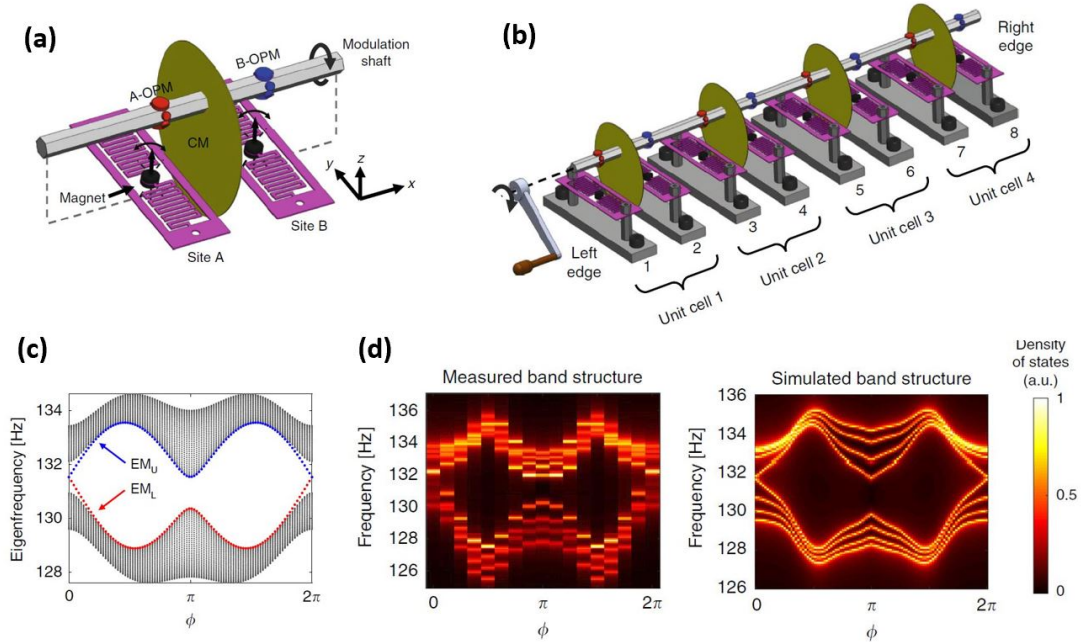 (a)
B-OPM
Modulation
shaft
A-OPM
CM
Magnet
y
z
x
Site B
Site A
(b)
Right
edge
Left
edge
1
2
3
4
5
6
7
8
Unit cell 1
Unit cell 2
Unit cell 3
Unit cell 4
(c)
Eigenfrequency [Hz]
134
132
130
128
EM_U
EM_L
0
π
2π
ϕ
(d)
Measured band structure
Frequency [Hz]
136
134
132
130
128
126
0
π
2π
ϕ
Simulated band structure
Frequency [Hz]
136
134
132
130
128
126
0
π
2π
ϕ
Density
of states
(a.u.)
1
0.5
0